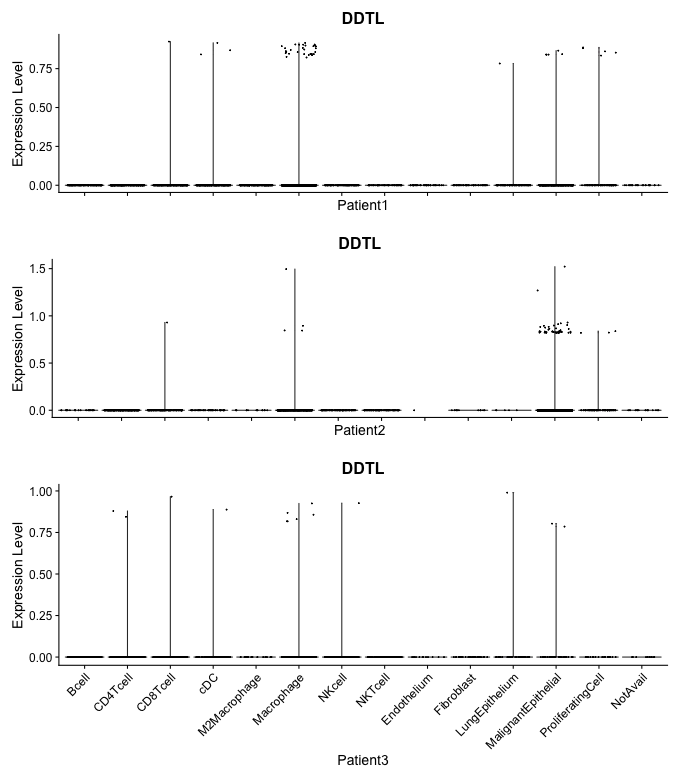 DDTL
Expression Level
0.75
0.50
0.25
0.00
Patient1
DDTL
Expression Level
1.5
1.0
0.5
0.0
Patient2
DDTL
Expression Level
1.00
0.75
0.50
0.25
0.00
Bcell
CD4Tcell
CD8Tcell
cDC
M2Macrophage
Macrophage
NKcell
NKTcell
Endothelium
Fibroblast
LungEpithelium
MalignantEpithelial
ProliferatingCell
NotAvail
Patient3